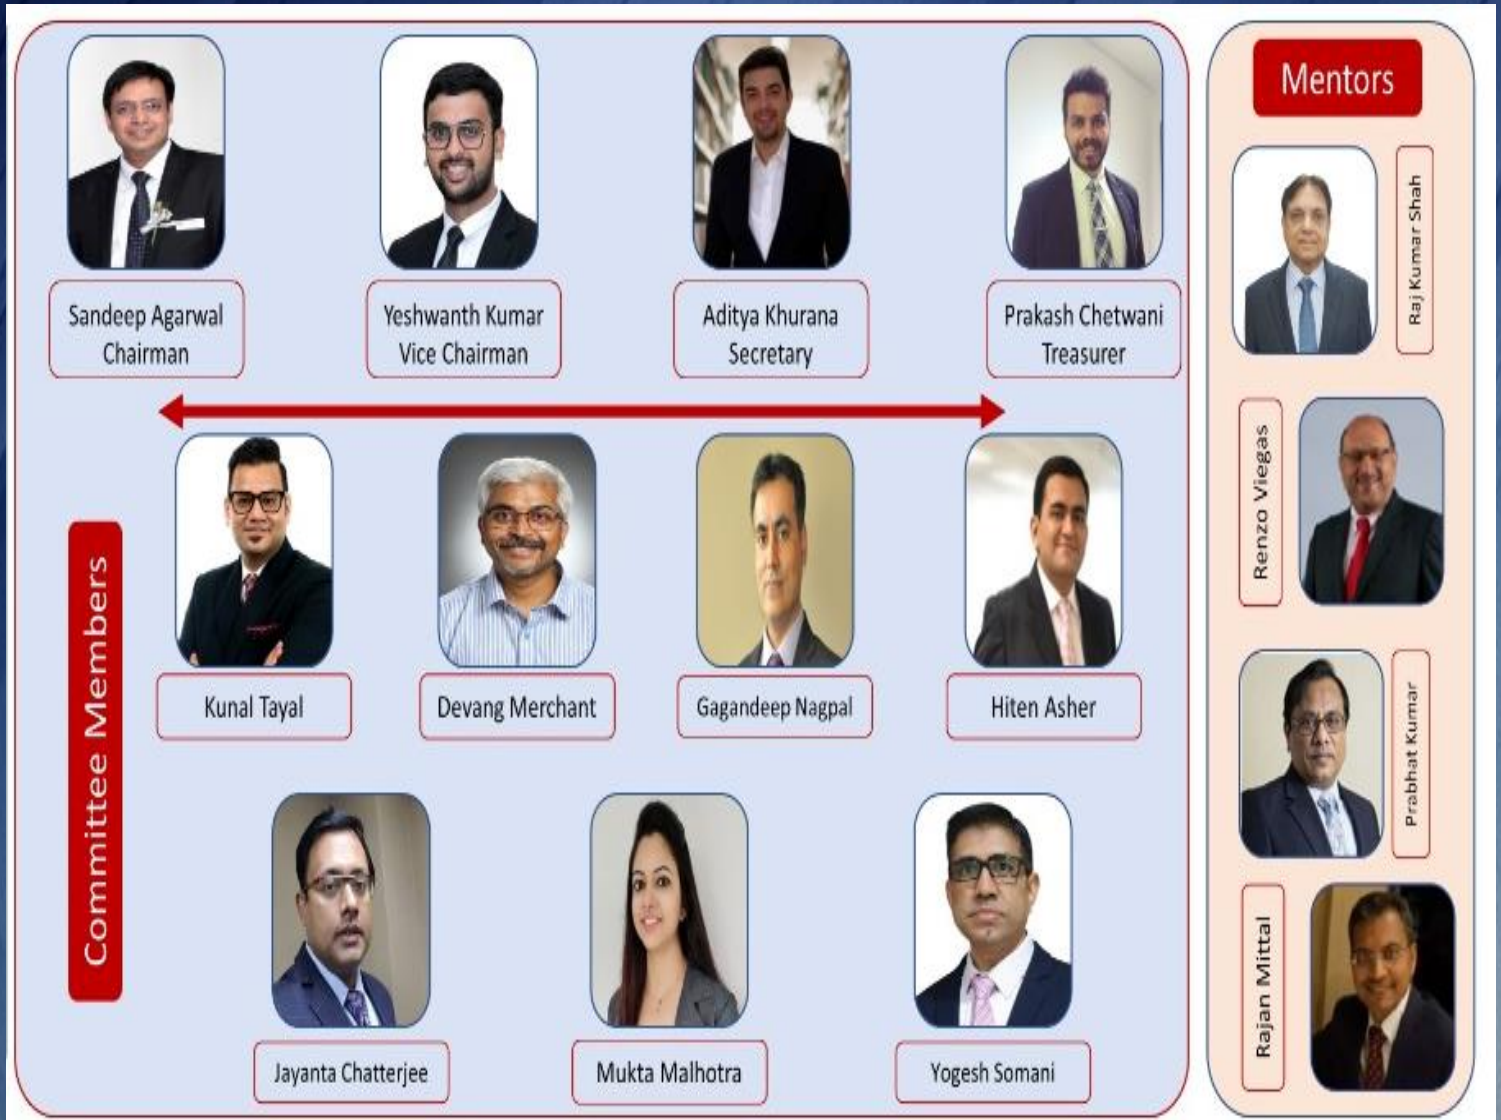 Sandeep Agarwal
Chairman
Yeshwanth Kumar
Vice Chairman
Aditya Khurana
Secretary
Prakash Chetwani
Treasurer
Committee Members
Kunal Tayal
Devang Merchant
Gagandeep Nagpal
Hiten Asher
Jayanta Chatterjee
Mukta Malhotra
Yogesh Somani
Mentors
Raj Kumar Shah
Renzo Viegas
Prabhat Kumar
Rajan Mittal